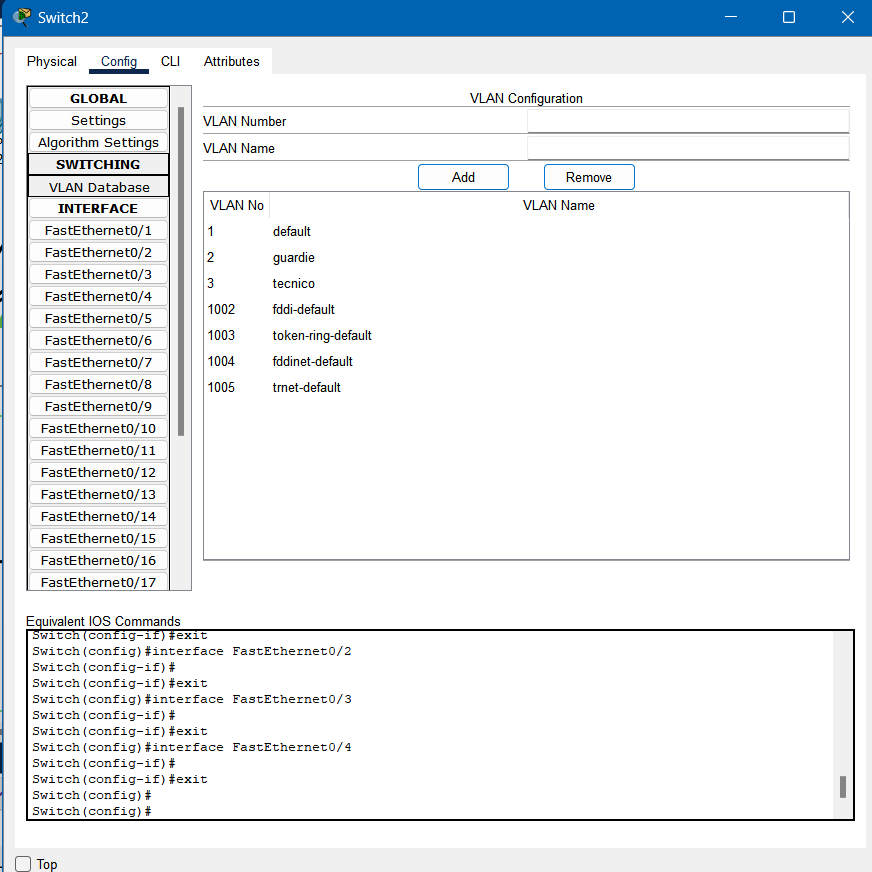 Switch2
Physical Config CLI Attributes
GLOBAL
Settings
Algorithm Settings
SWITCHING
VLAN Database
INTERFACE
FastEthernet0/1
FastEthernet0/2
FastEthernet0/3
FastEthernet0/4
FastEthernet0/5
FastEthernet0/6
FastEthernet0/7
FastEthernet0/8
FastEthernet0/9
FastEthernet0/10
FastEthernet0/11
FastEthernet0/12
FastEthernet0/13
FastEthernet0/14
FastEthernet0/15
FastEthernet0/16
FastEthernet0/17
VLAN Configuration
VLAN Number
VLAN Name
Add Remove
VLAN No VLAN Name
1 default
2 guardie
3 tecnico
1002 fddi-default
1003 token-ring-default
1004 fddinet-default
1005 trnet-default
Equivalent IOS Commands
Switch(config-if)#exit
Switch(config)#interface FastEthernet0/2
Switch(config-if)#
Switch(config-if)#exit
Switch(config)#interface FastEthernet0/3
Switch(config-if)#
Switch(config-if)#exit
Switch(config)#interface FastEthernet0/4
Switch(config-if)#
Switch(config-if)#exit
Switch(config)#
Switch(config)#
Top